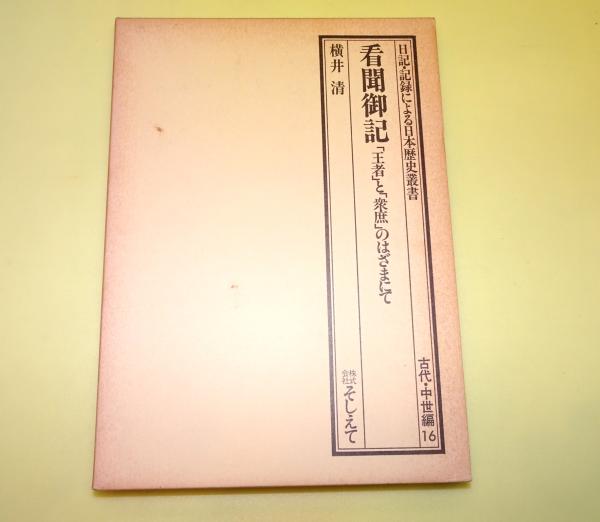 日記・記録による日本歴史叢書
古代・中世編16
看聞御記
「王者」と「衆庶」のはざまにて
横井 清
株式会社そしえて